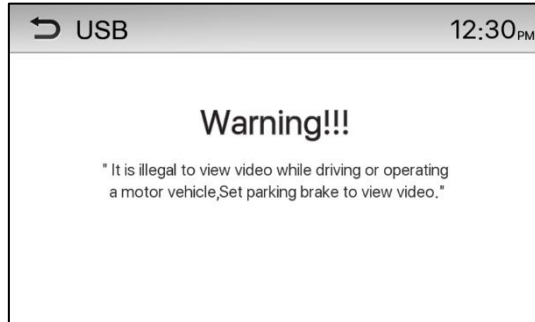 USB 12:30PM
Warning!!!
" It is illegal to view video while driving or operating
a motor vehicle,Set parking brake to view video."